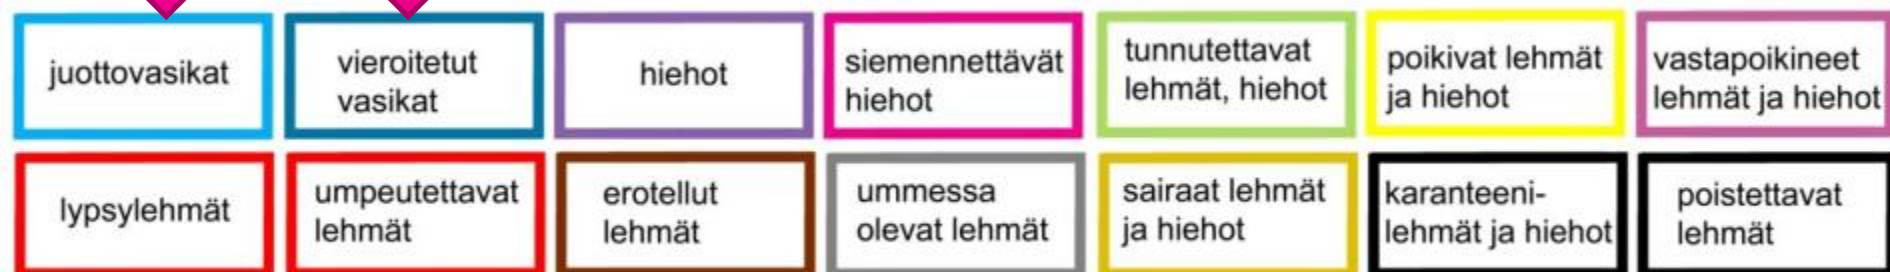 juottovasikat
vieroitetut
vasikat
hiehot
siemennettävät
hiehot
tunnutettavat
lehmät, hiehot
poikivat lehmät
ja hiehot
vastapoikineet
lehmät ja hiehot
lypsylehmät
umpeutettavat
lehmät
erotellut
lehmät
ummessa
olevat lehmät
sairaat lehmät
ja hiehot
karanteeni-
lehmät ja hiehot
poistettavat
lehmät